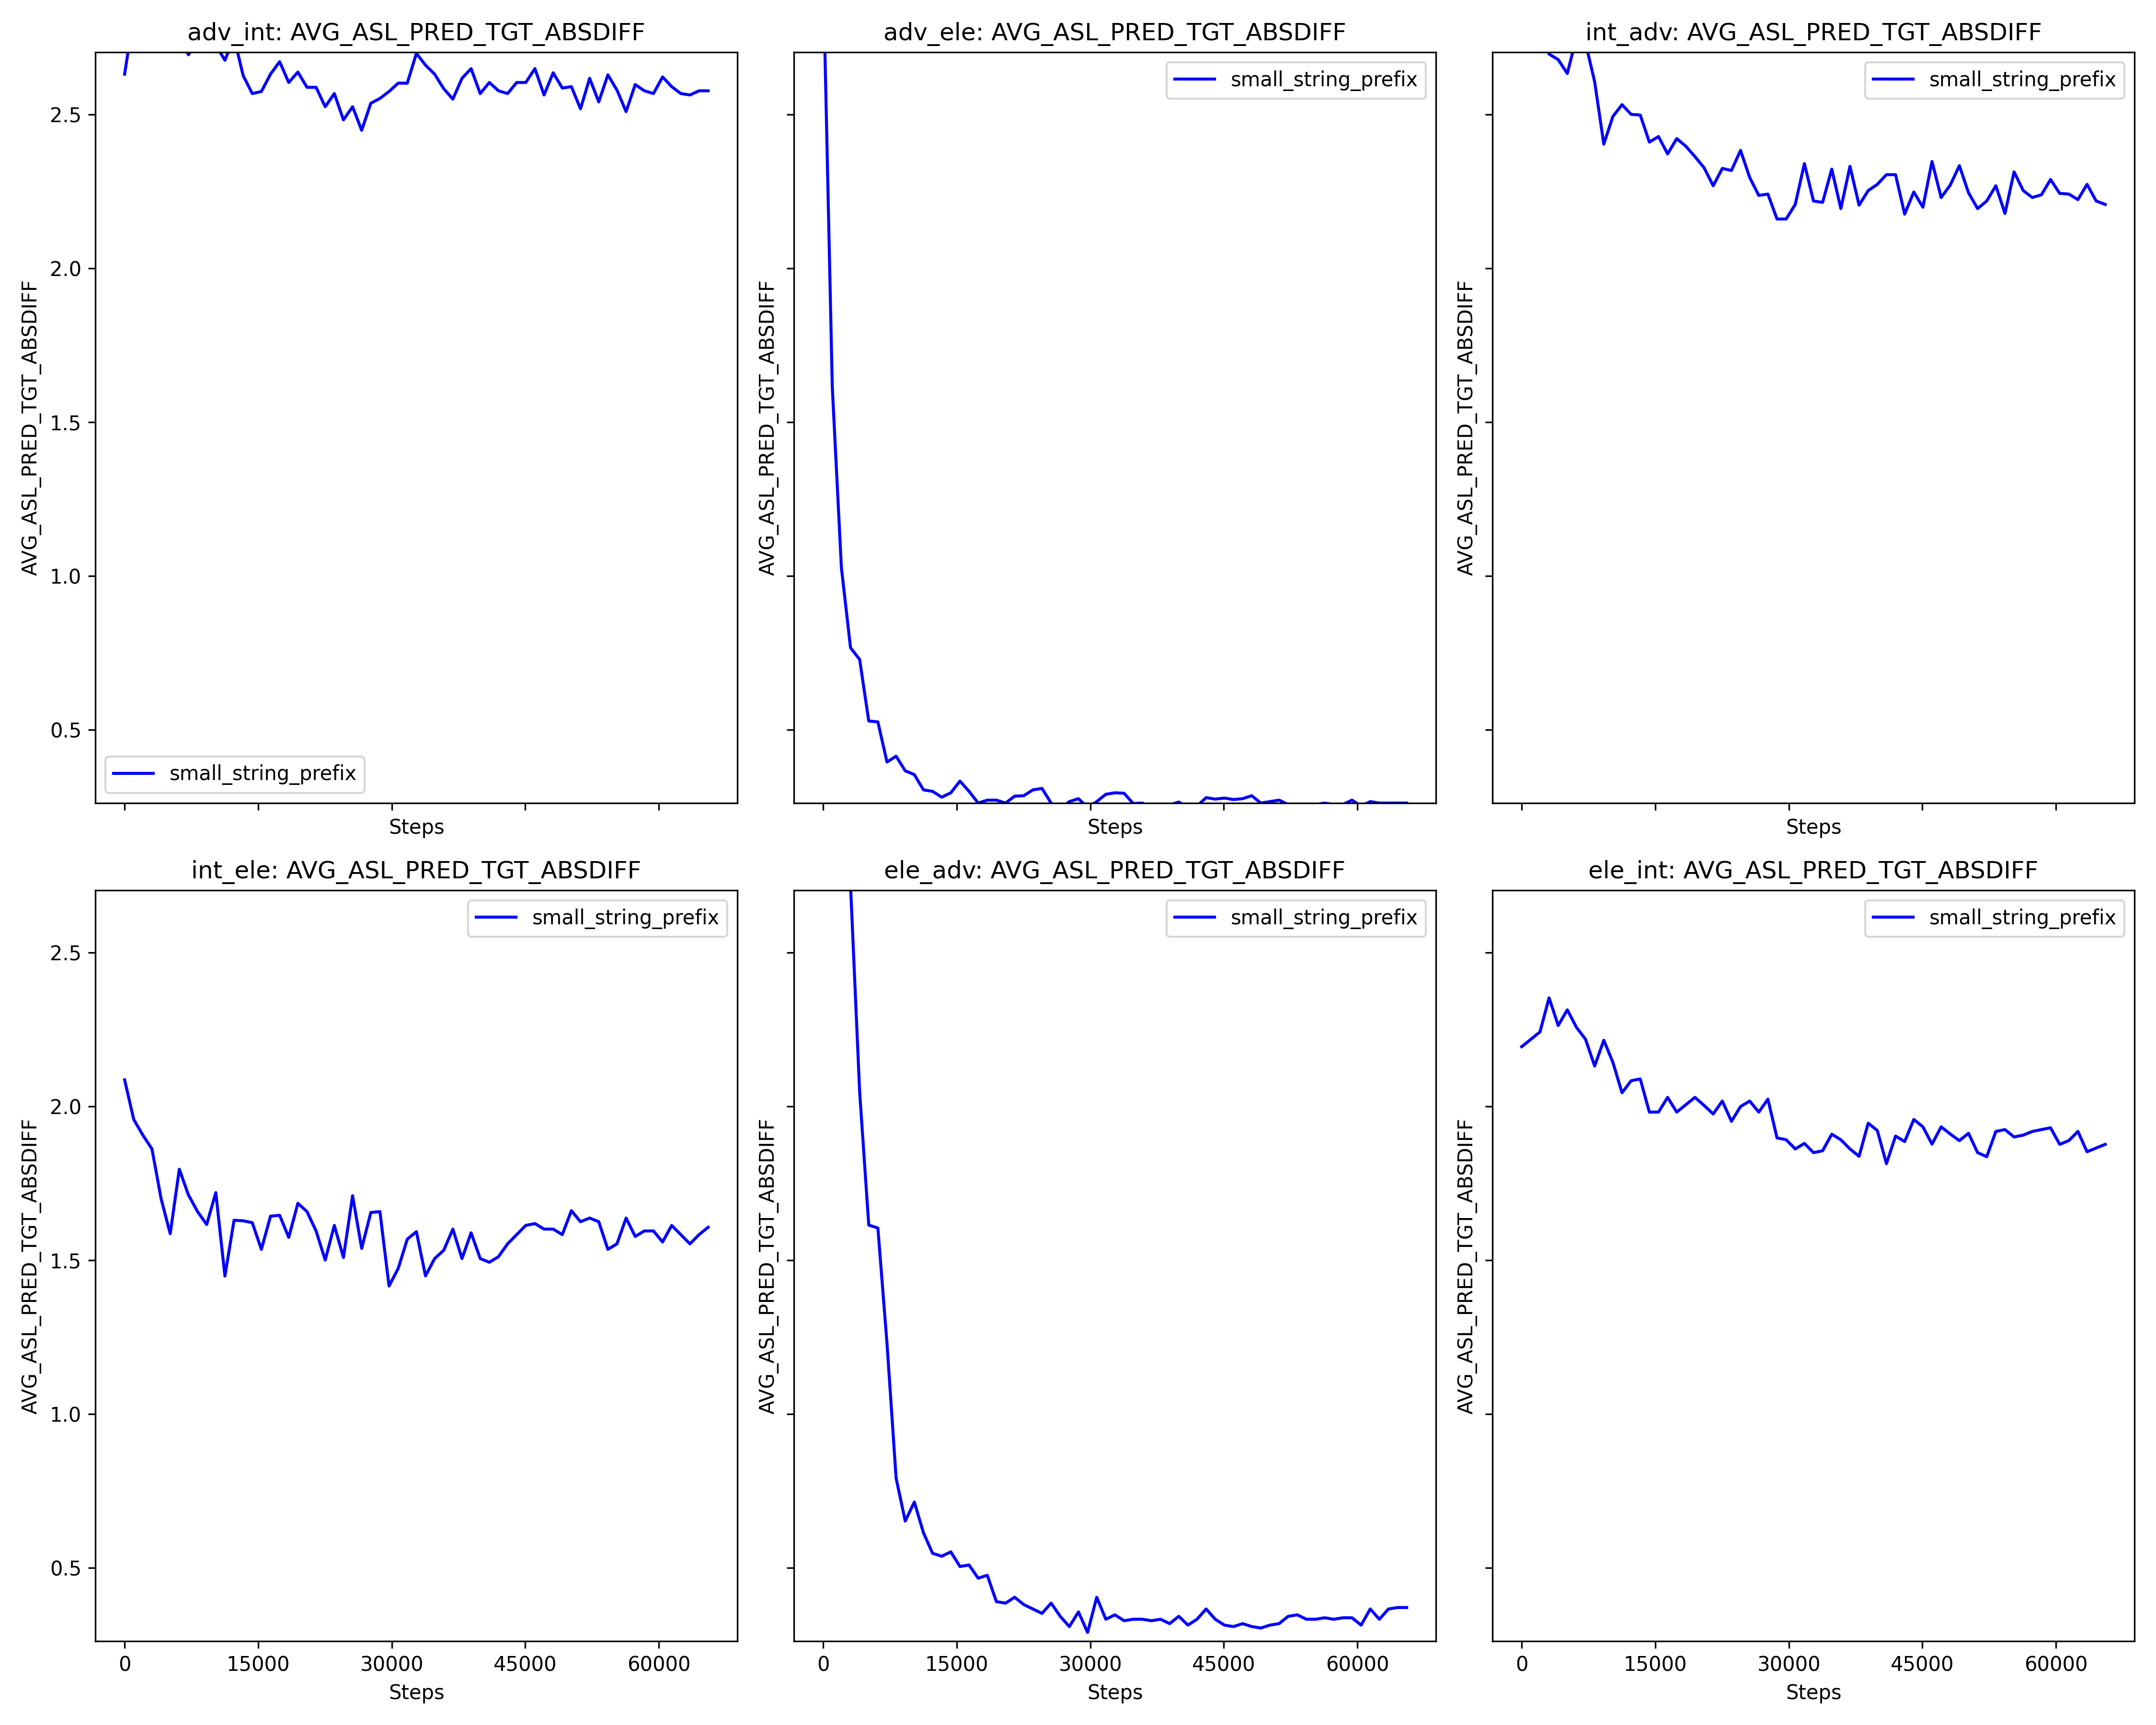 adv_int: AVG_ASL_PRED_TGT_ABSDIFF
adv_ele: AVG_ASL_PRED_TGT_ABSDIFF
int_adv: AVG_ASL_PRED_TGT_ABSDIFF
AVG_ASL_PRED_TGT_ABSDIFF
2.5
2.0
1.5
1.0
0.5
small_string_prefix
Steps
AVG_ASL_PRED_TGT_ABSDIFF
small_string_prefix
Steps
AVG_ASL_PRED_TGT_ABSDIFF
small_string_prefix
Steps
int_ele: AVG_ASL_PRED_TGT_ABSDIFF
ele_adv: AVG_ASL_PRED_TGT_ABSDIFF
ele_int: AVG_ASL_PRED_TGT_ABSDIFF
AVG_ASL_PRED_TGT_ABSDIFF
2.5
2.0
1.5
1.0
0.5
small_string_prefix
0 15000 30000 45000 60000
Steps
AVG_ASL_PRED_TGT_ABSDIFF
small_string_prefix
0 15000 30000 45000 60000
Steps
AVG_ASL_PRED_TGT_ABSDIFF
small_string_prefix
0 15000 30000 45000 60000
Steps